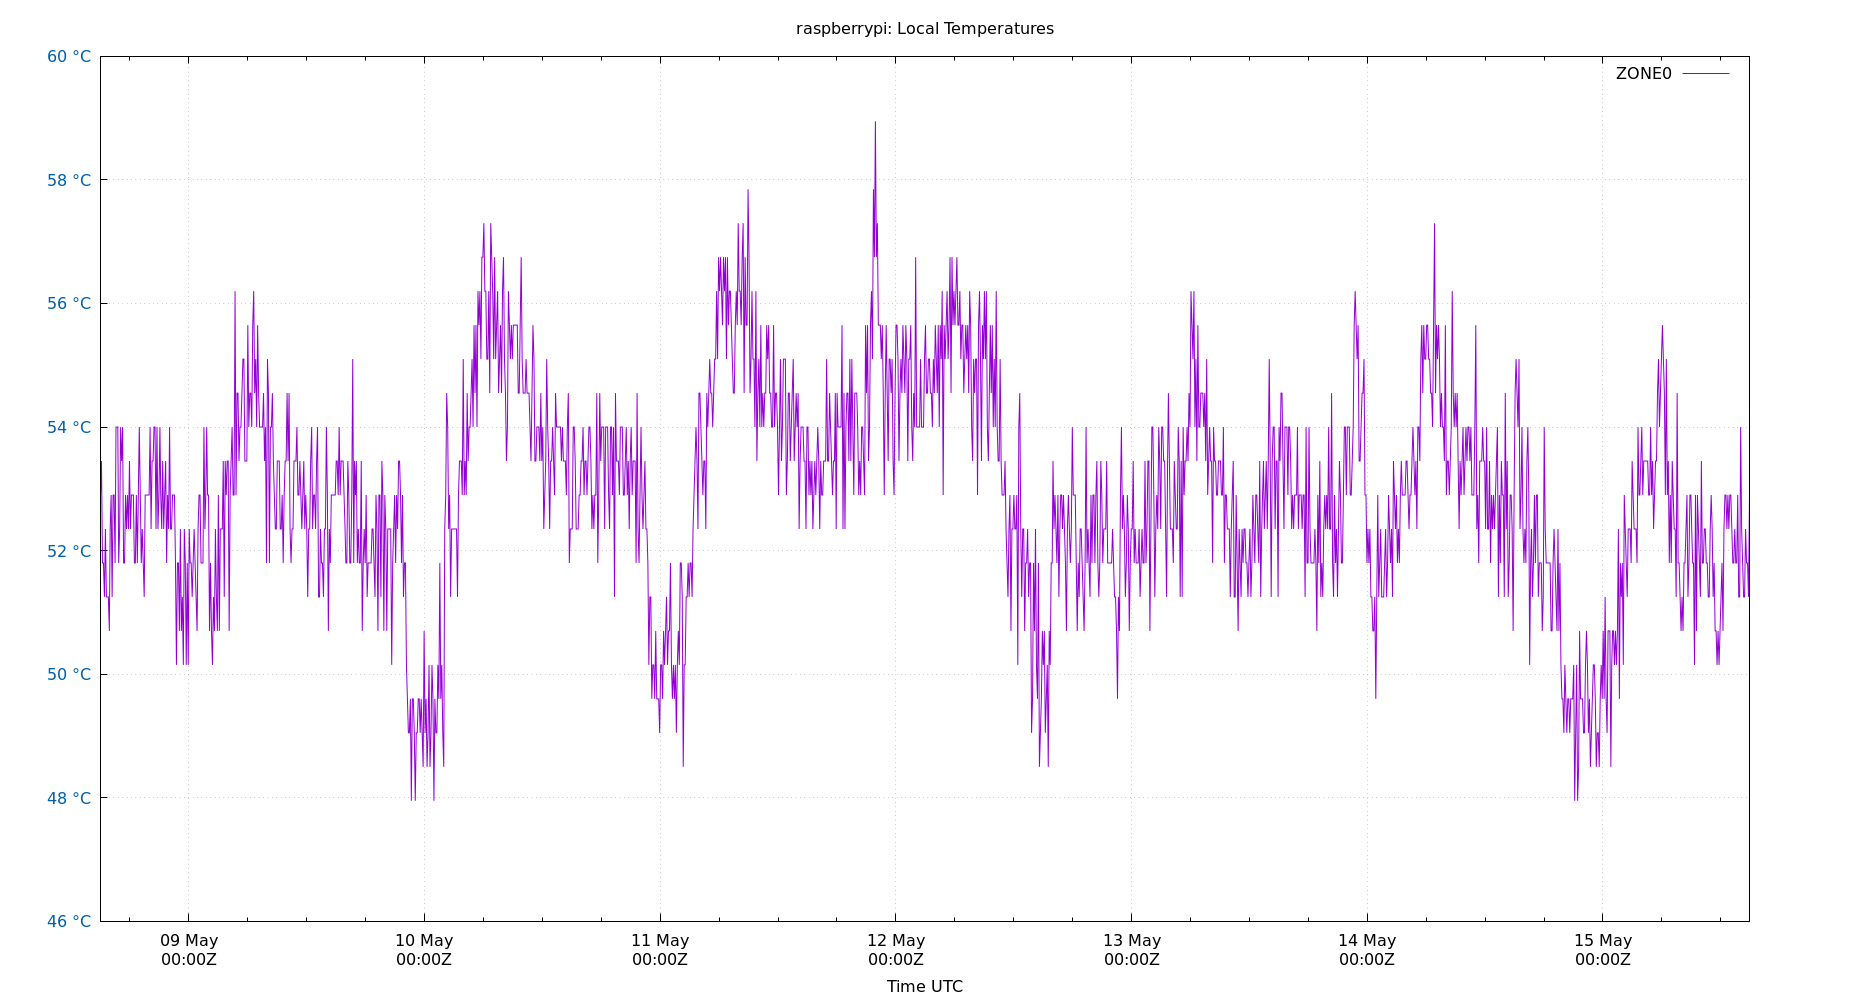 raspberrypi: Local Temperatures
60 °C
ZONE0
58 °C
56 °C
54 °C
52 °C
50 °C
48 °C
46 °C
09 May 10 May 11 May 12 May 13 May 14 May 15 May
00:00Z 00:00Z 00:00Z 00:00Z 00:00Z 00:00Z 00:00Z
Time UTC